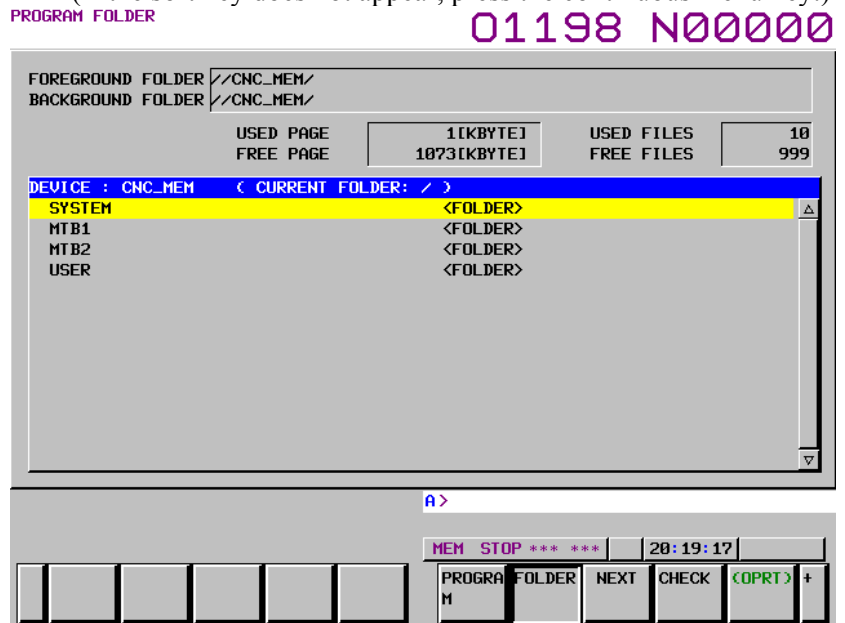 PROGRAM FOLDER
O1198 N00000
FOREGROUND FOLDER //CNC_MEM/
BACKGROUND FOLDER //CNC_MEM/
USED PAGE 1[KBYTE] USED FILES 10
FREE PAGE 1073[KBYTE] FREE FILES 999
DEVICE : CNC_MEM ( CURRENT FOLDER: / )
SYSTEM <FOLDER>
MTB1 <FOLDER>
MTB2 <FOLDER>
USER <FOLDER>
A>
MEM STOP *** *** 20:19:17
PROGRA FOLDER NEXT CHECK (OPRT) +
M